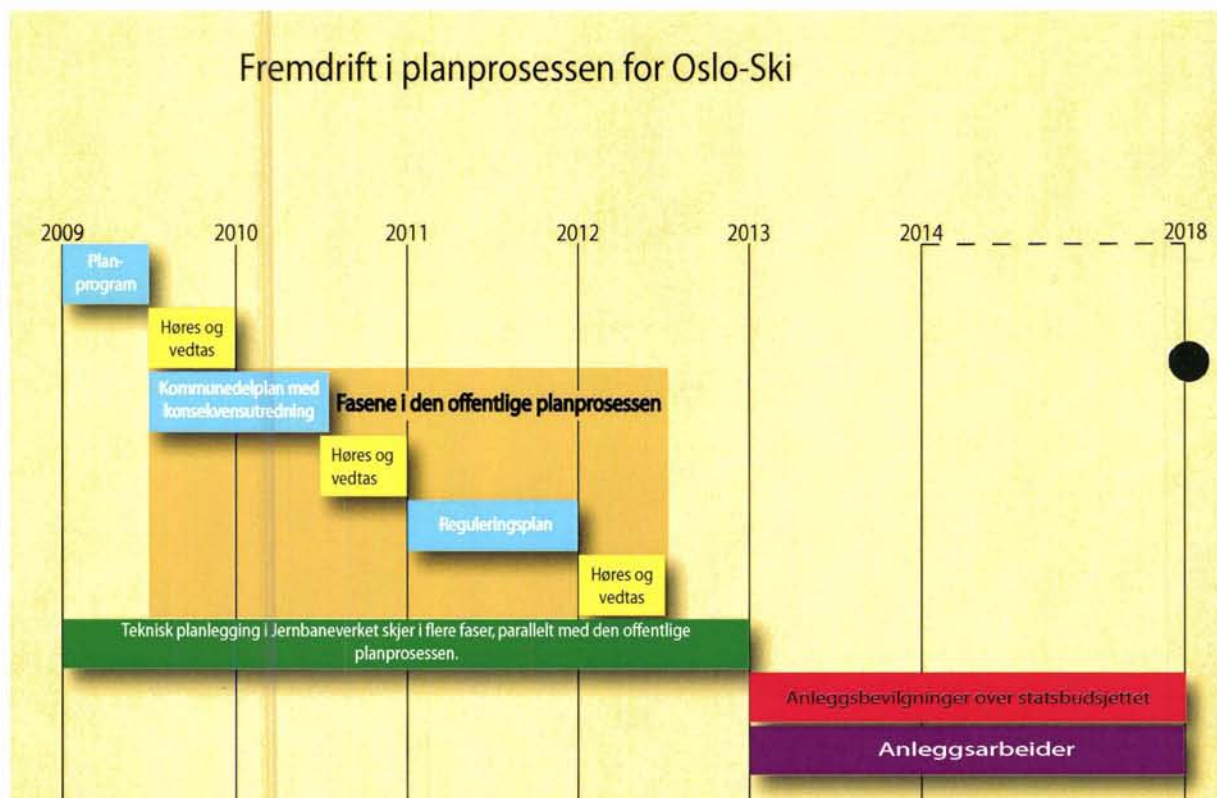 Fremdrift i planprosessen for Oslo-Ski
2009
2010
2011
2012
2013
2014
2018
Plan-
program
Høres og
vedtas
Kommunedelplan med
konsekvensutredning
Fasene i den offentlige planprosessen
Høres og
vedtas
Reguleringsplan
Høres og
vedtas
Teknisk planlegging i Jernbaneverket skjer i flere faser, parallelt med den offentlige
planprosessen.
Anleggsbevilgninger over statsbudsjettet
Anleggsarbeider